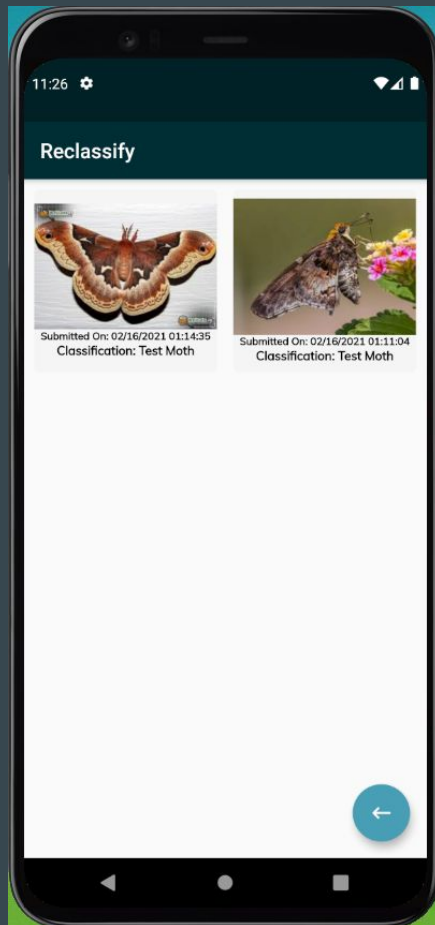 11:26
Reclassify
Submitted On: 02/16/2021 01:14:35
Classification: Test Moth
Submitted On: 02/16/2021 01:11:04
Classification: Test Moth